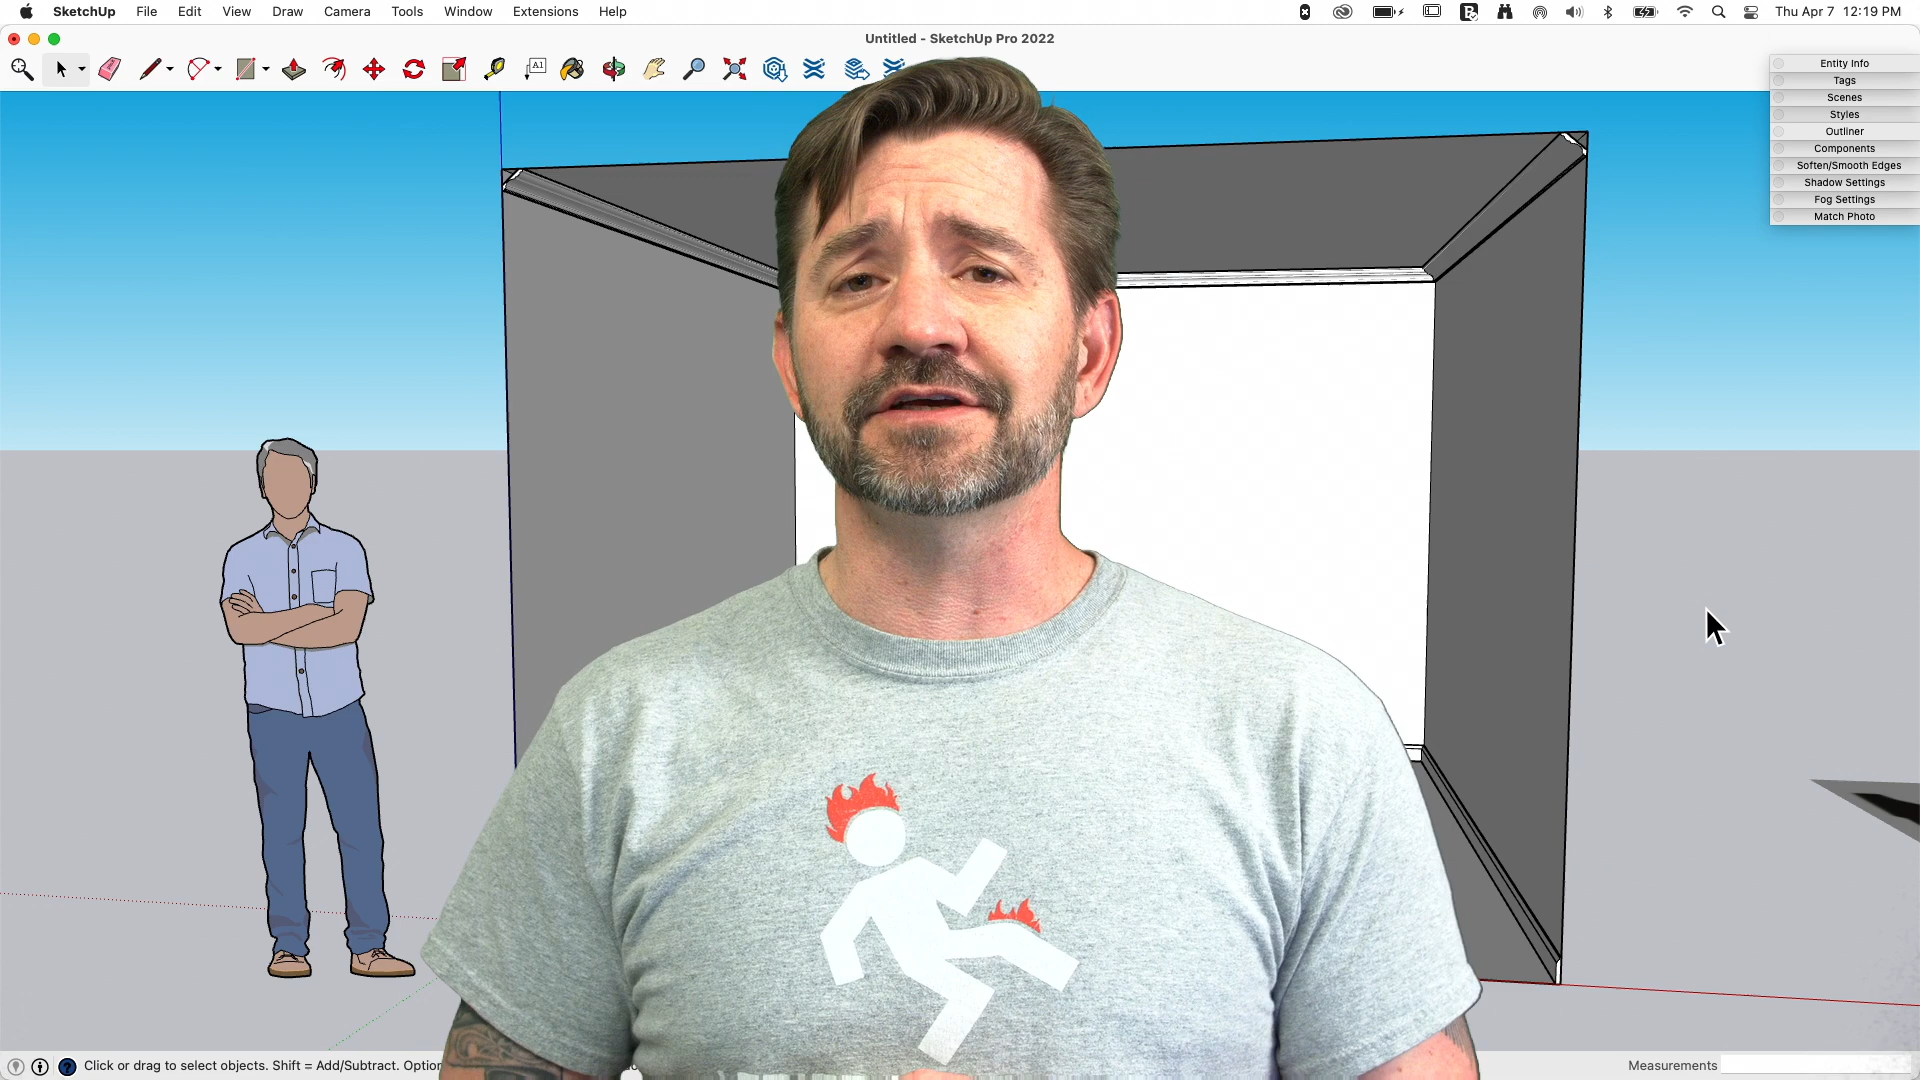 SketchUp File Edit View Draw Camera Tools Window Extensions Help Thu Apr 7 12:19 PM
Untitled - SketchUp Pro 2022
A1
Entity Info
Tags
Scenes
Styles
Outliner
Components
Soften/Smooth Edges
Shadow Settings
Fog Settings
Match Photo
Click or drag to select objects. Shift = Add/Subtract. Option
Measurements